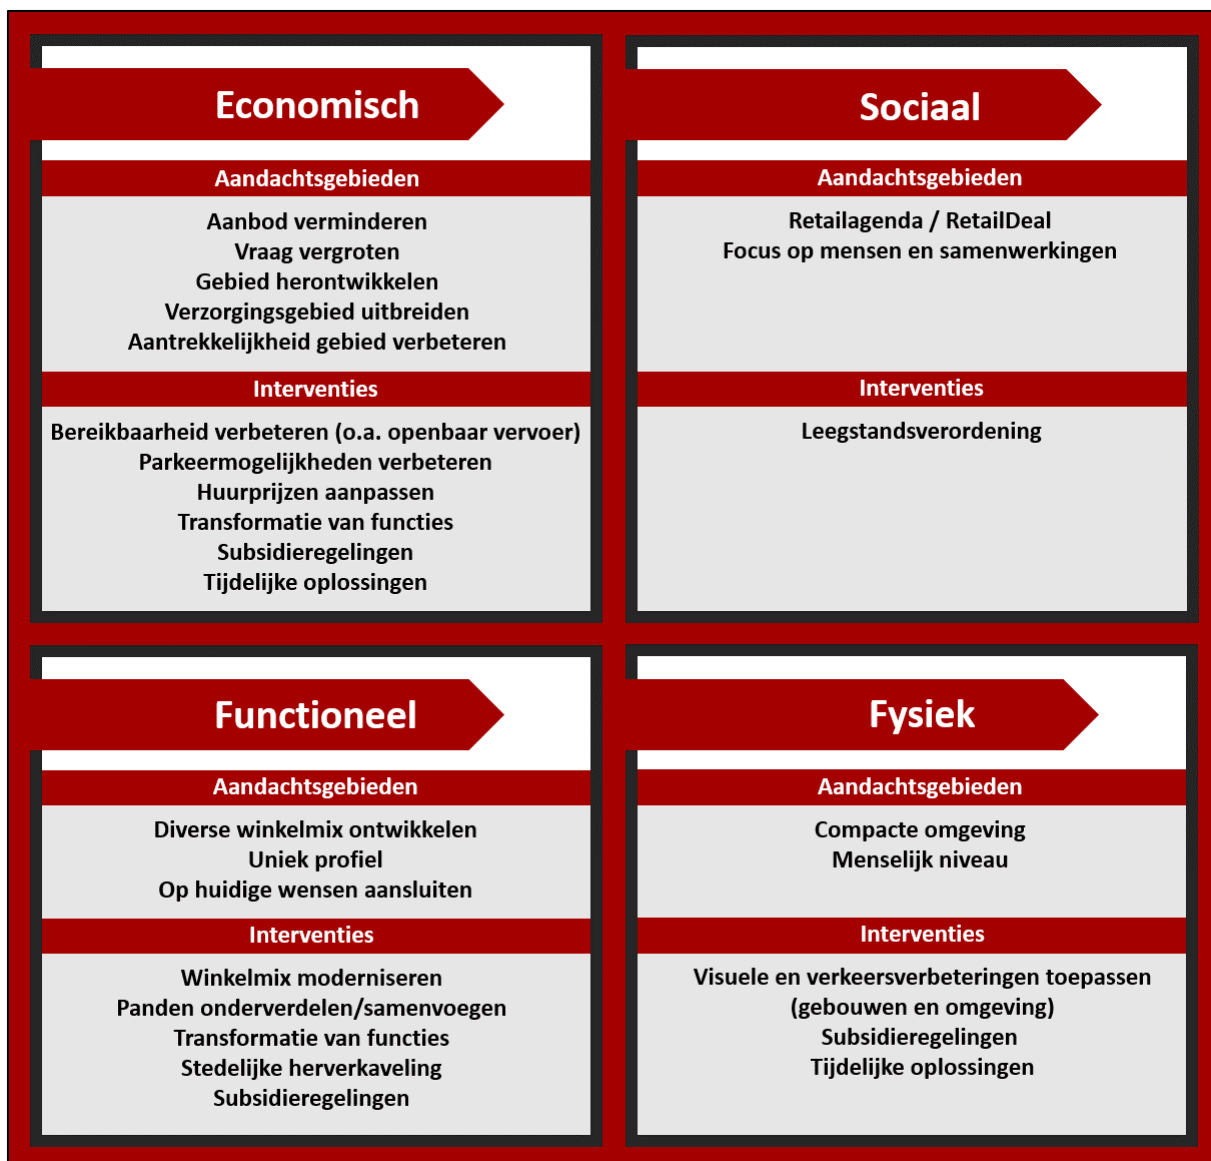 Economisch
Aandachtsgebieden
Aanbod verminderen
Vraag vergroten
Gebied herontwikkelen
Verzorgingsgebied uitbreiden
Aantrekkelijkheid gebied verbeteren
Interventies
Bereikbaarheid verbeteren (o.a. openbaar vervoer)
Parkeermogelijkheden verbeteren
Huurprijzen aanpassen
Transformatie van functies
Subsidieregelingen
Tijdelijke oplossingen
Sociaal
Aandachtsgebieden
Retailagenda / RetailDeal
Focus op mensen en samenwerkingen
Interventies
Leegstandsverordening
Functioneel
Aandachtsgebieden
Diverse winkelmix ontwikkelen
Uniek profiel
Op huidige wensen aansluiten
Interventies
Winkelmix moderniseren
Panden onderverdelen/samenvoegen
Transformatie van functies
Stedelijke herverkaveling
Subsidieregelingen
Fysiek
Aandachtsgebieden
Compacte omgeving
Menselijk niveau
Interventies
Visuele en verkeersverbeteringen toepassen
(gebouwen en omgeving)
Subsidieregelingen
Tijdelijke oplossingen